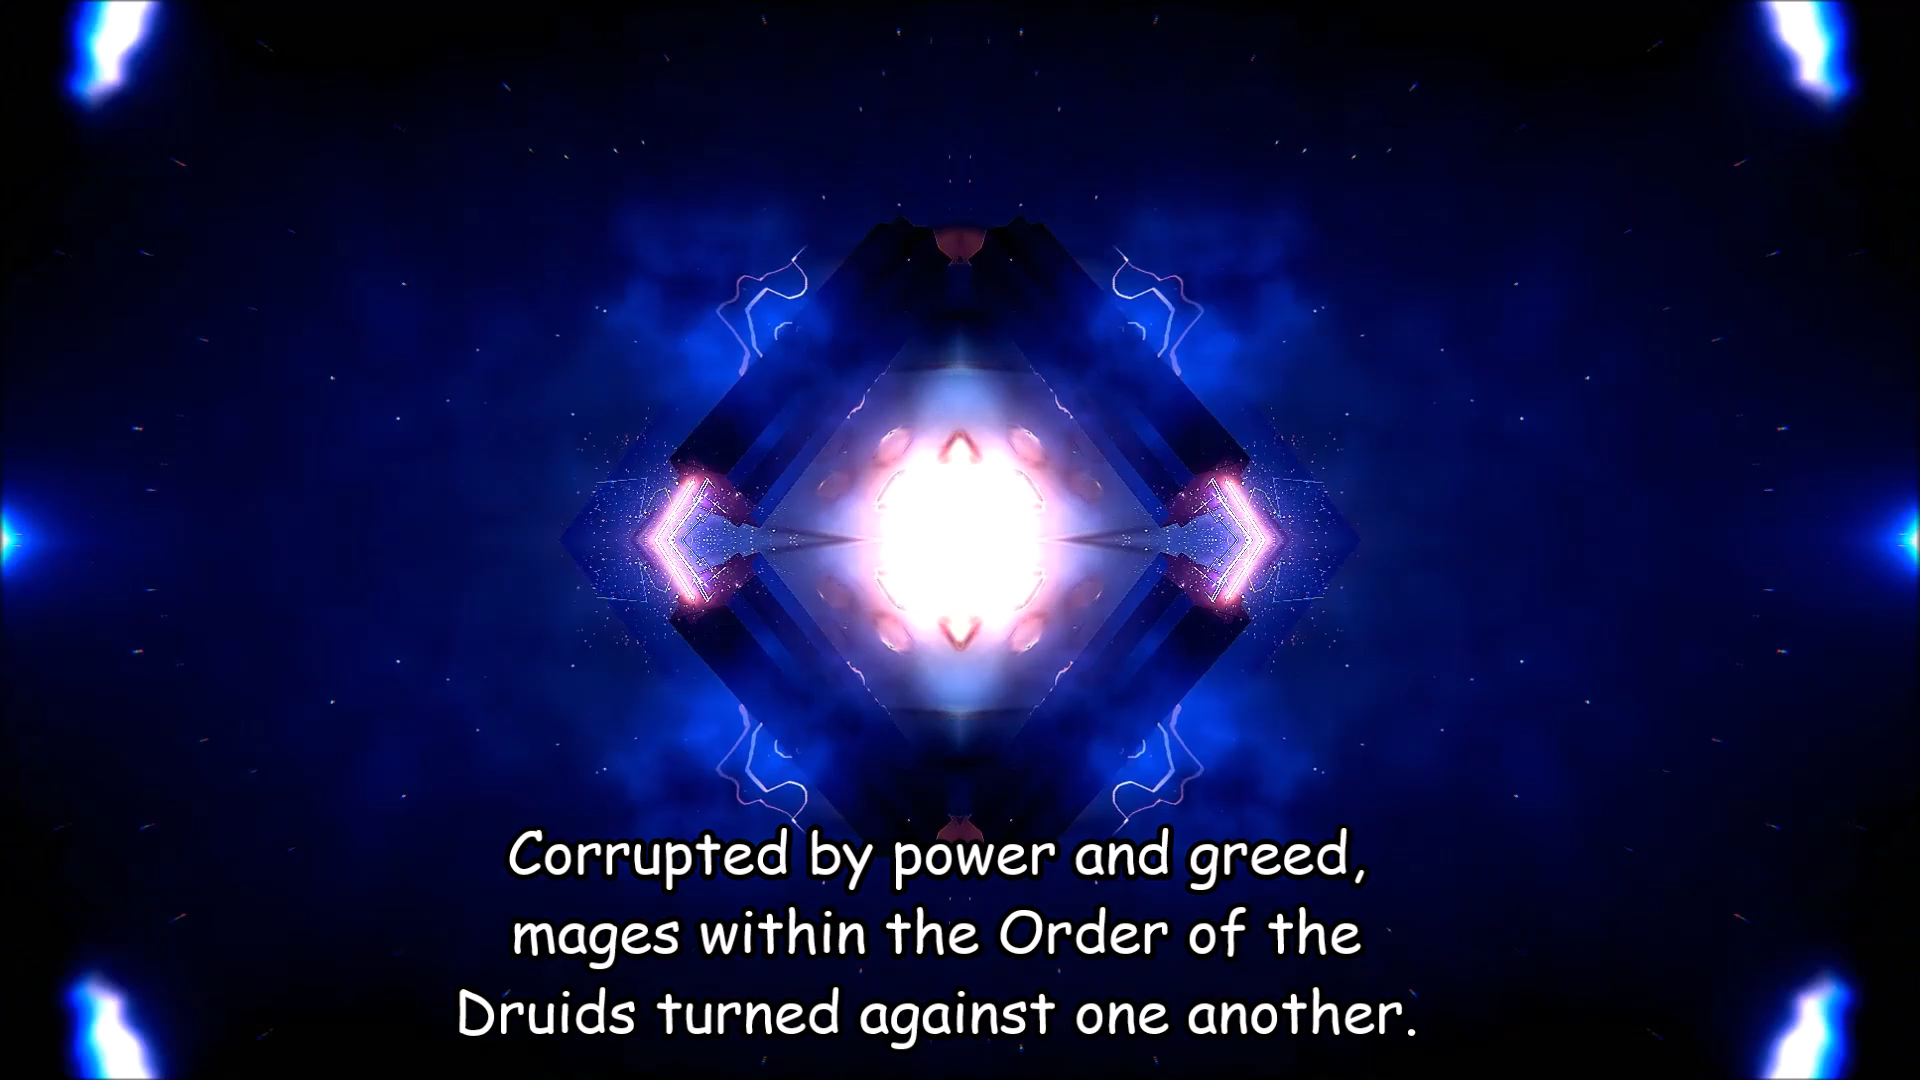 Corrupted by power and greed,
mages within the Order of the
Druids turned against one another.